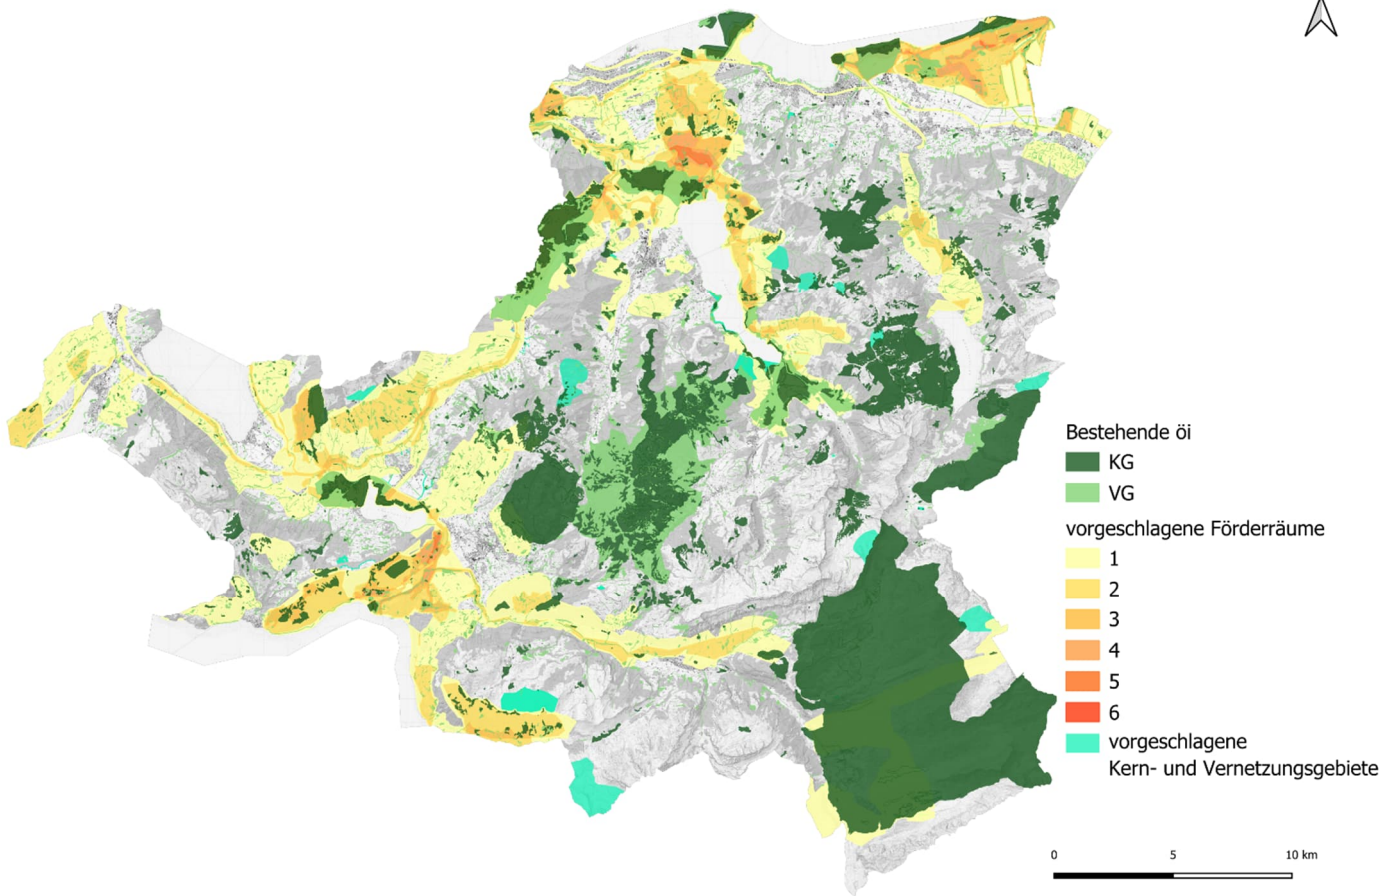 Bestehende öi
KG
VG
vorgeschlagene Förderräume
1
2
3
4
5
6
vorgeschlagene
Kern- und Vernetzungsgebiete
0 5 10 km